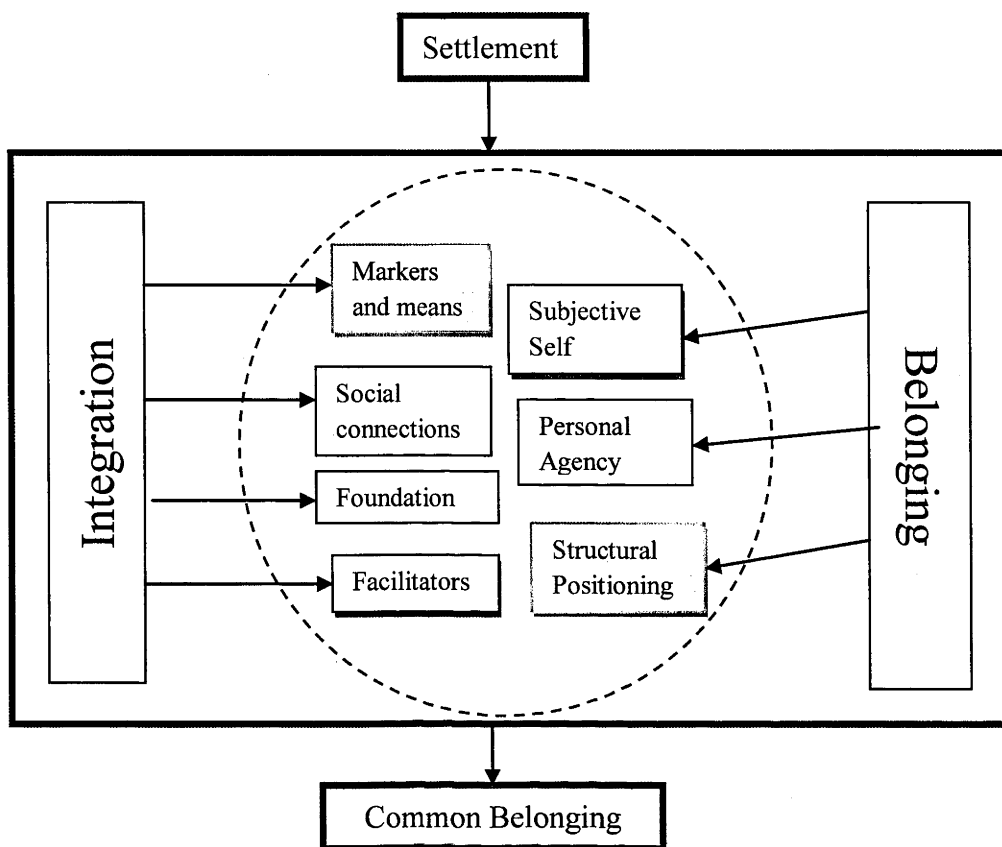 Settlement
Integration
Markers
and means
Social
connections
Foundation
Facilitators
Subjective
Self
Personal
Agency
Structural
Positioning
Belonging
Common Belonging